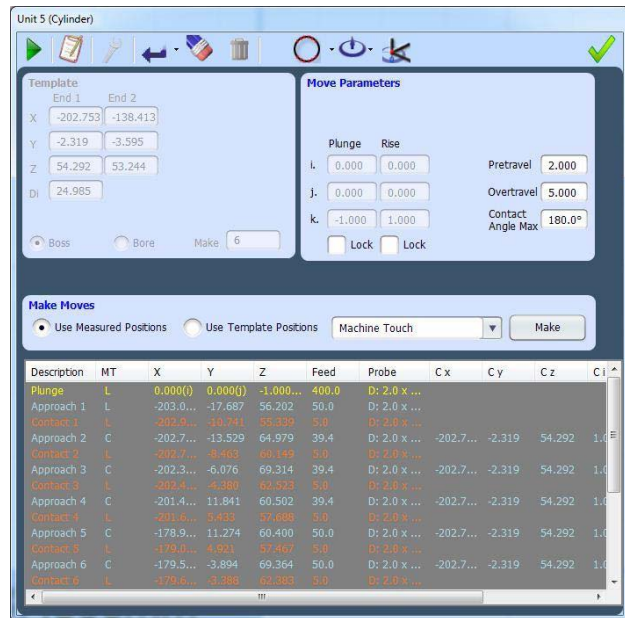 Unit 5 (Cylinder)
Template
End 1 End 2
X -202.753 -138.413
Y -2.319 -3.595
Z 54.292 53.244
Di 24.985
Boss Bore Make 6
Move Parameters
Plunge Rise
i. 0.000 0.000 Pretravel 2.000
j. 0.000 0.000 Overtravel 5.000
k. -1.000 1.000 Contact Angle Max 180.0°
Lock Lock
Make Moves
Use Measured Positions Use Template Positions Machine Touch Make
Description MT X Y Z Feed Probe C x C y C z C i
Plunge L 0.000(i) 0.000(j) -1.000... 400.0 D: 2.0 x ...
Approach 1 L -203.0... -17.687 56.202 50.0 D: 2.0 x ...
Contact 1 L -202.9... -10.741 55.339 5.0 D: 2.0 x ...
Approach 2 C -202.7... -13.529 64.979 39.4 D: 2.0 x ... -202.7... -2.319 54.292 1.0
Contact 2 L -202.7... -8.463 60.149 5.0 D: 2.0 x ...
Approach 3 C -202.3... -6.076 69.314 39.4 D: 2.0 x ... -202.7... -2.319 54.292 1.0
Contact 3 L -202.4... -4.380 62.523 5.0 D: 2.0 x ...
Approach 4 C -201.4... 11.841 60.502 39.4 D: 2.0 x ... -202.7... -2.319 54.292 1.0
Contact 4 L -201.6... 5.433 57.688 5.0 D: 2.0 x ...
Approach 5 C -178.9... 11.274 60.400 50.0 D: 2.0 x ... -202.7... -2.319 54.292 1.0
Contact 5 L -179.0... 4.921 57.467 5.0 D: 2.0 x ...
Approach 6 C -179.5... -3.894 69.364 50.0 D: 2.0 x ... -202.7... -2.319 54.292 1.0
Contact 6 L -179.6... -3.388 62.383 5.0 D: 2.0 x ...